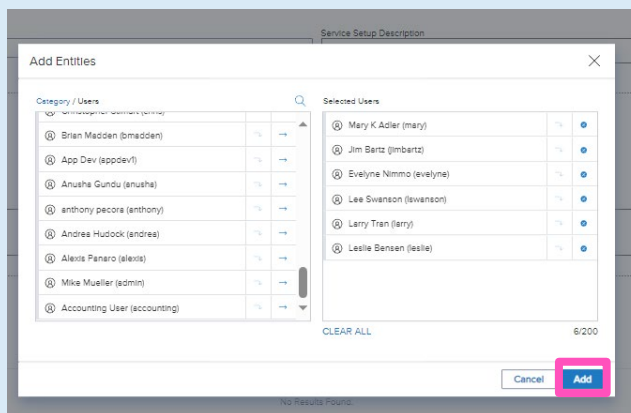 Service Setup Description
Add Entities
Category / Users
Selected Users
Brian Madden (bmadden)
App Dev (appdev1)
Anusha Gundu (anusha)
anthony pecora (anthony)
Andrea Hudock (andrea)
Alexis Panaro (alexis)
Mike Mueller (admin)
Accounting User (accounting)
Mary K Adler (mary)
Jim Bartz (jimbartz)
Evelyne Nimmo (evelyne)
Lee Swanson (lswanson)
Larry Tran (larry)
Leslie Bensen (leslie)
CLEAR ALL
6/200
Cancel
Add
No Results Found.